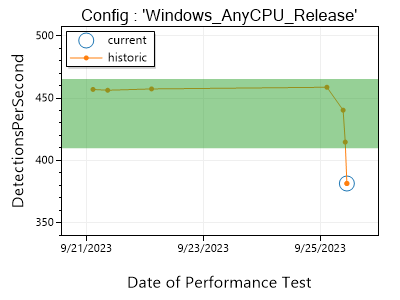 Config : 'Windows_AnyCPU_Release'
current
historic
500
450
400
350
DetectionsPerSecond
9/21/2023
9/23/2023
9/25/2023
Date of Performance Test